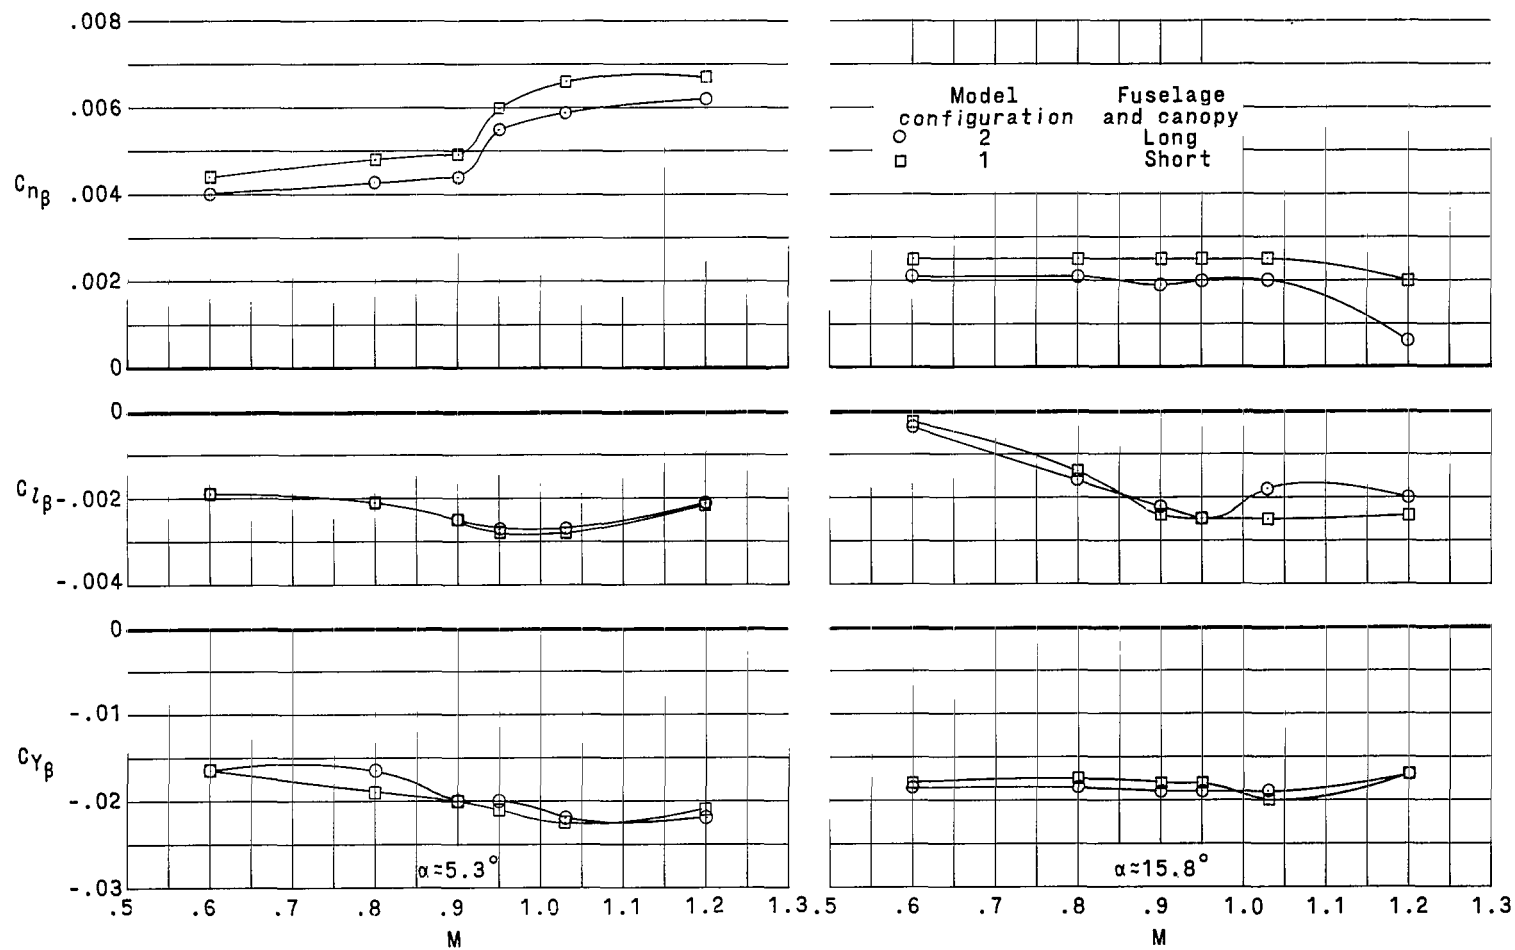 .008
.006
Cnβ .004
.002
0
Model Fuselage
configuration and canopy
2 Long
1 Short
0
Clβ -.002
-.004
0
-.01
CYβ
-.02
-.03
α≈5.3°
α≈15.8°
.5 .6 .7 .8 .9 1.0 1.1 1.2 1.3
.5 .6 .7 .8 .9 1.0 1.1 1.2 1.3
M
M